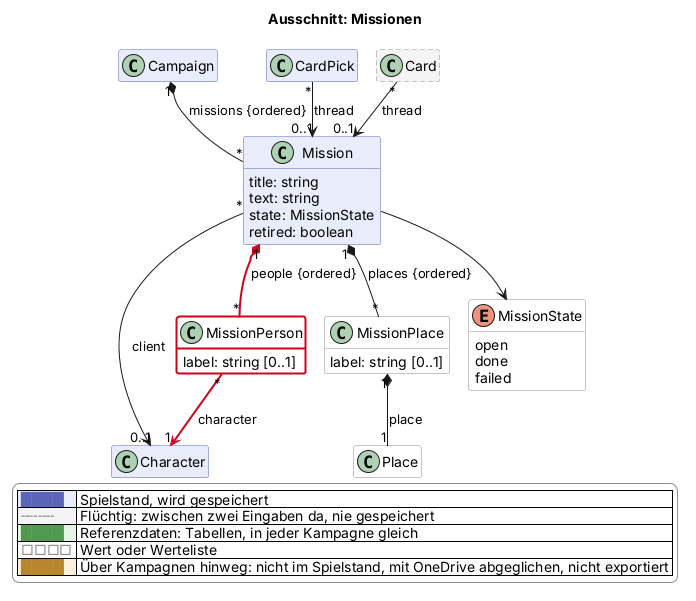 Ausschnitt: Missionen
C Campaign
C CardPick
C Card
1
*
*
missions {ordered}
thread
thread
*
0..1
0..1
C Mission
title: string
text: string
state: MissionState
retired: boolean
*
1
1
people {ordered}
places {ordered}
*
*
C MissionPerson
label: string [0..1]
C MissionPlace
label: string [0..1]
E MissionState
open
done
failed
client
*
1
character
place
0..1
1
1
C Character
C Place
Spielstand, wird gespeichert
Flüchtig: zwischen zwei Eingaben da, nie gespeichert
Referenzdaten: Tabellen, in jeder Kampagne gleich
Wert oder Werteliste
Über Kampagnen hinweg: nicht im Spielstand, mit OneDrive abgeglichen, nicht exportiert